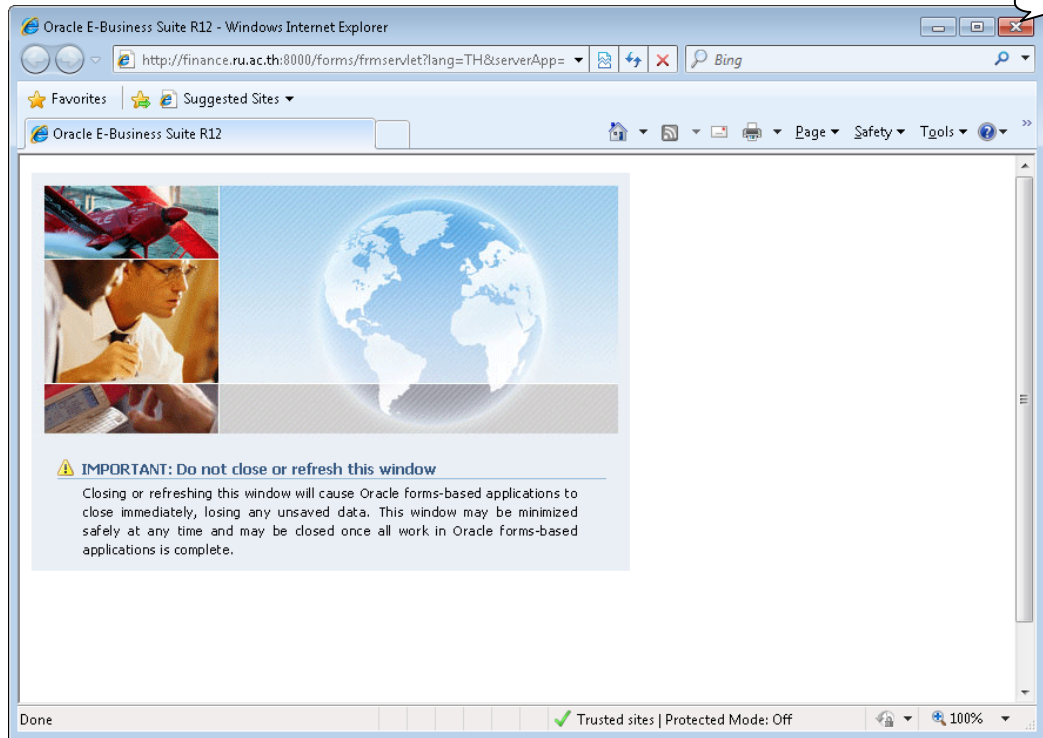 Oracle E-Business Suite R12 - Windows Internet Explorer
http://finance.ru.ac.th:8000/forms/frmservlet?lang=TH&serverApp=
Bing
Favorites
Suggested Sites
Oracle E-Business Suite R12
Page
Safety
Tools
IMPORTANT: Do not close or refresh this window
Closing or refreshing this window will cause Oracle forms-based applications to
close immediately, losing any unsaved data. This window may be minimized
safely at any time and may be closed once all work in Oracle forms-based
applications is complete.
Done
Trusted sites | Protected Mode: Off
100%